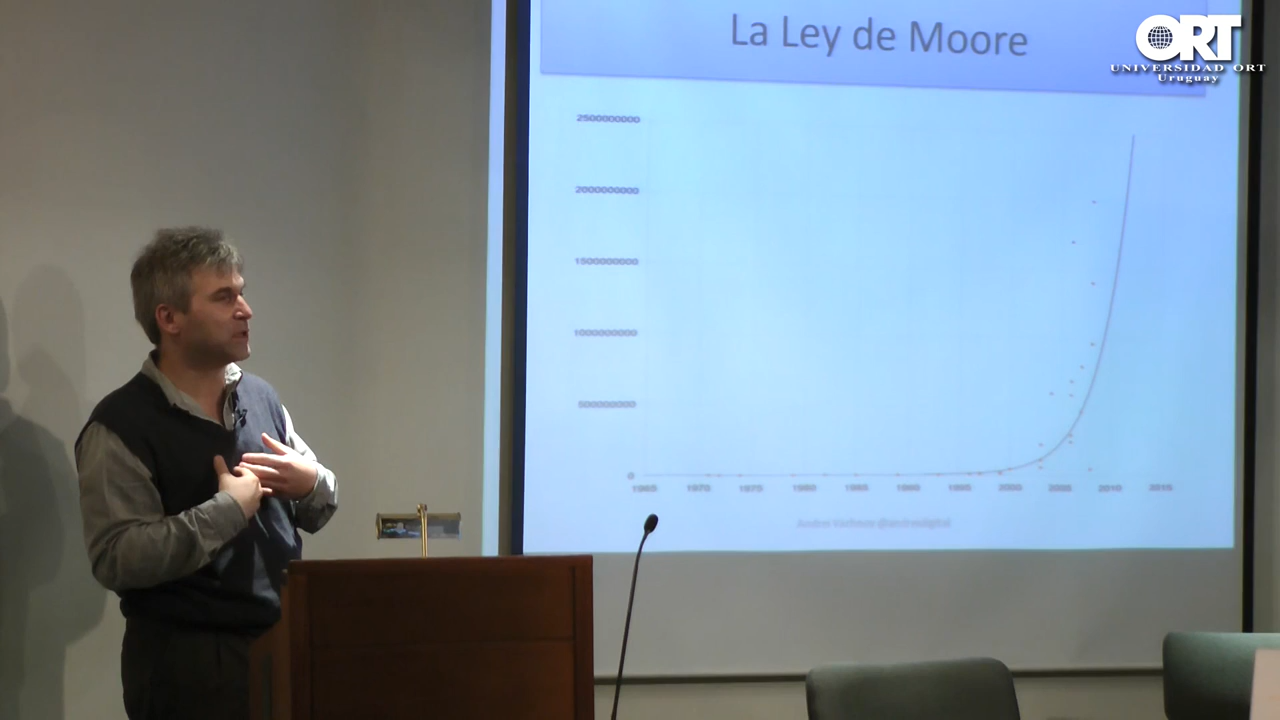 La Ley de Moore
ORT
UNIVERSIDAD ORT
Uruguay
2500000000
2000000000
1500000000
1000000000
500000000
0
1965 1970 1975 1980 1985 1990 1995 2000 2005 2010 2015